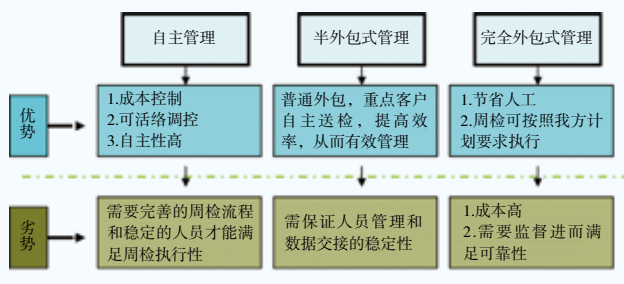 自主管理
半外包式管理
完全外包式管理
优
势
1.成本控制
2.可活络调控
3.自主性高
普通外包，重点客户
自主送检，提高效
率，从而有效管理
1.节省人工
2.周检可按照我方计
划要求执行
劣
势
需要完善的周检流程
和稳定的人员才能满
足周检执行性
需保证人员管理和
数据交接的稳定性
1.成本高
2.需要监督进而满
足可靠性